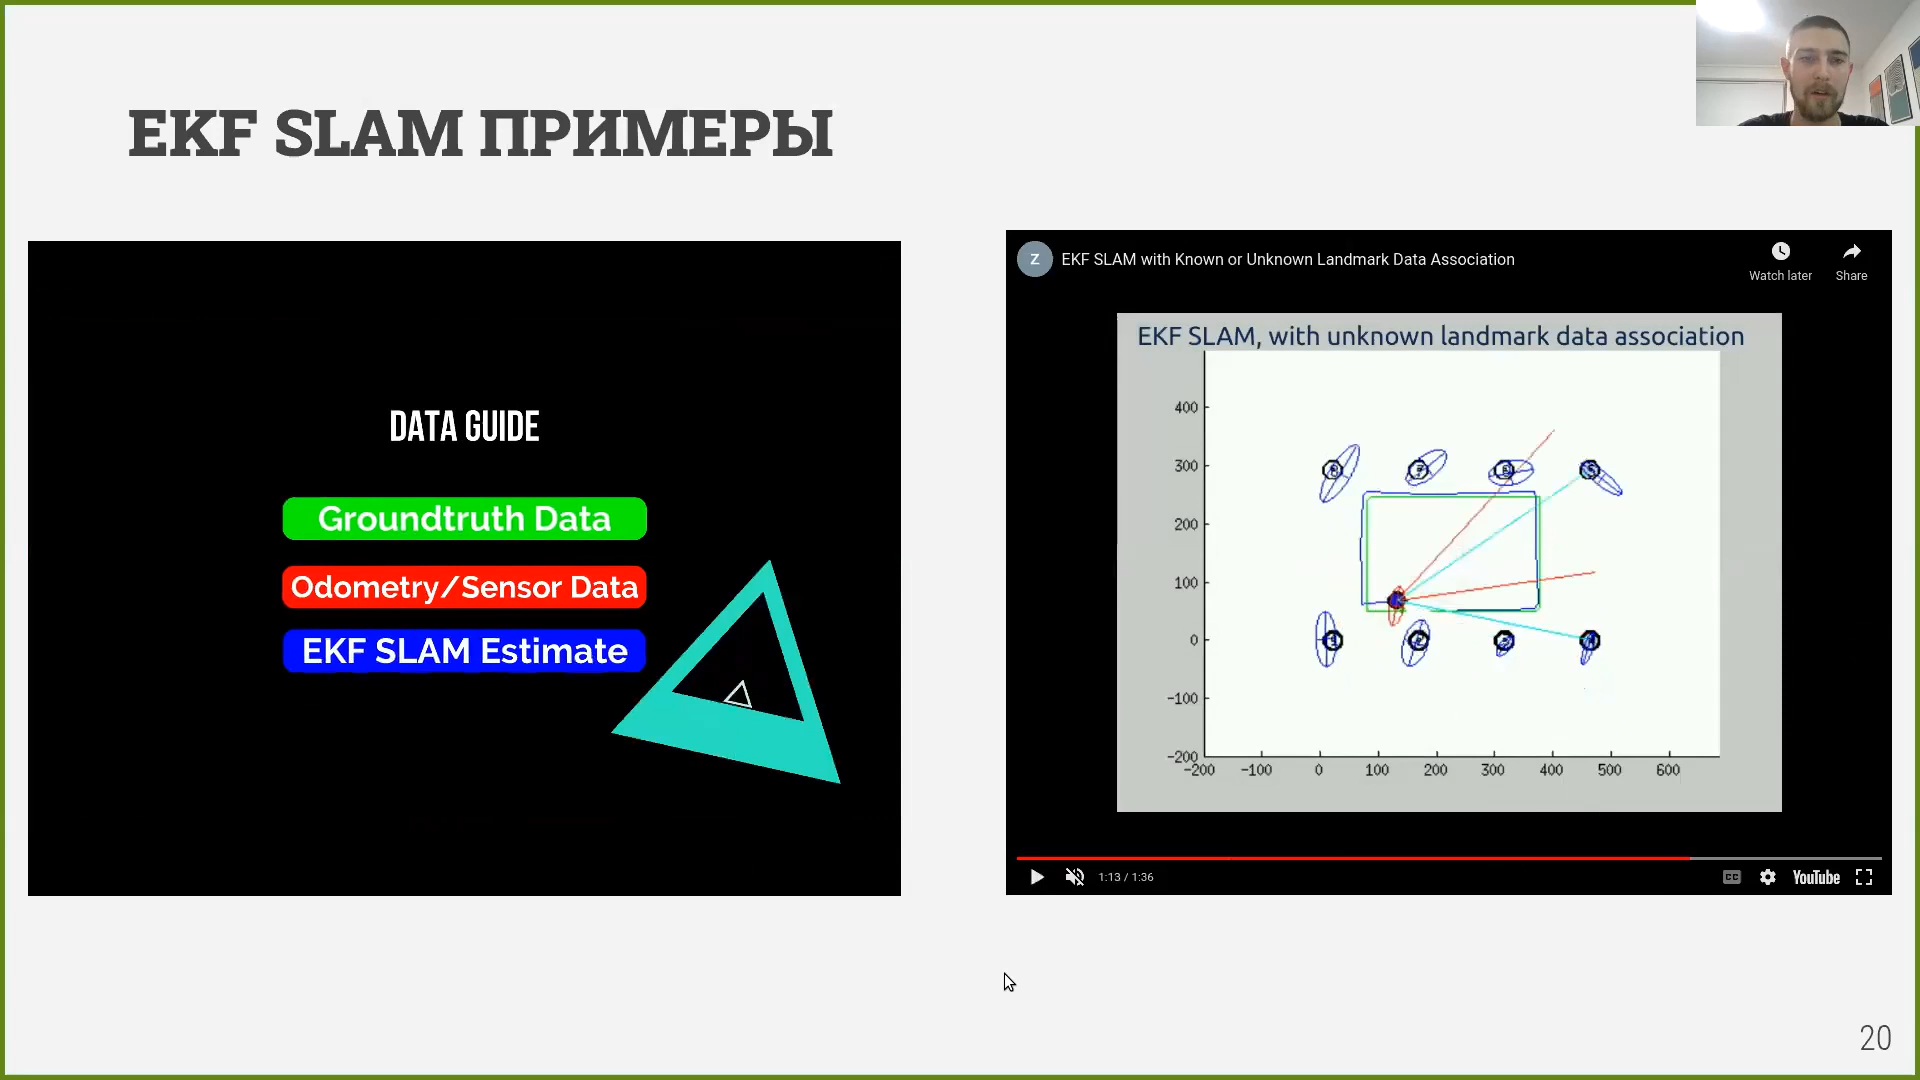 EKF SLAM ПРИМЕРЫ
DATA GUIDE
Groundtruth Data
Odometry/Sensor Data
EKF SLAM Estimate
Z
EKF SLAM with Known or Unknown Landmark Data Association
Watch later
Share
EKF SLAM, with unknown landmark data association
400
300
200
100
0
−100
−200
−200 −100 0 100 200 300 400 500 600
1:13 / 1:36
CC
YouTube
20